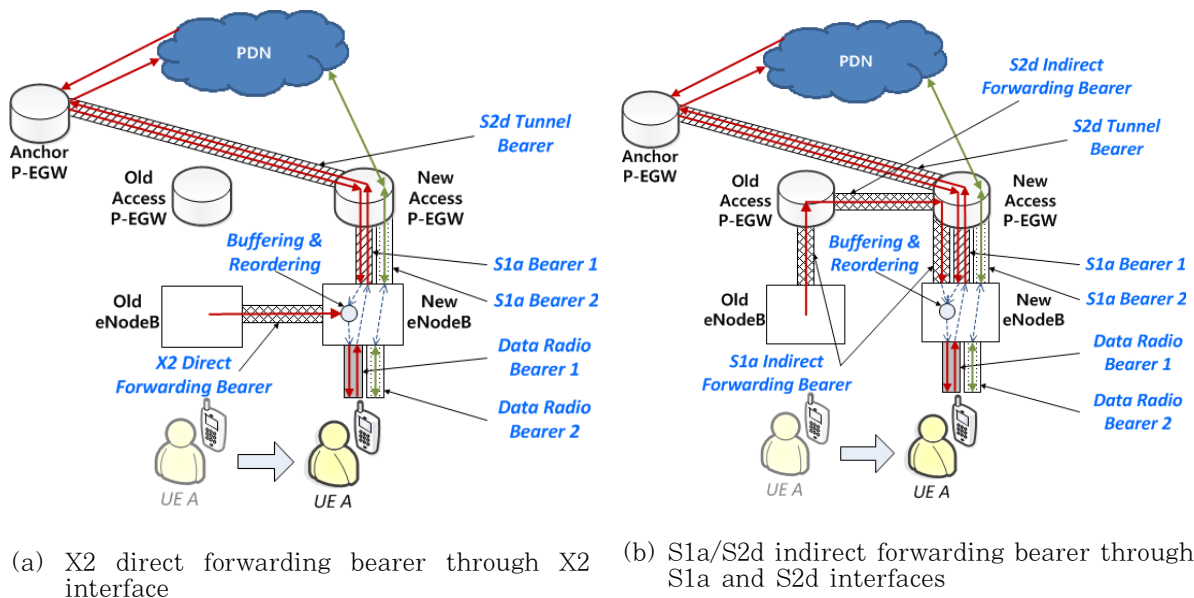 PDN
S2d Tunnel
Bearer
Anchor
P-EGW
Old
Access
P-EGW
New
Access
P-EGW
Buffering &
Reordering
S1a Bearer 1
S1a Bearer 2
Old
eNodeB
New
eNodeB
X2 Direct
Forwarding Bearer
Data Radio
Bearer 1
Data Radio
Bearer 2
UE A
UE A
(a) X2 direct forwarding bearer through X2
interface
PDN
S2d Indirect
Forwarding Bearer
S2d Tunnel
Bearer
Anchor
P-EGW
Old
Access
P-EGW
New
Access
P-EGW
Buffering &
Reordering
S1a Bearer 1
S1a Bearer 2
Old
eNodeB
New
eNodeB
S1a Indirect
Forwarding Bearer
Data Radio
Bearer 1
Data Radio
Bearer 2
UE A
UE A
(b) S1a/S2d indirect forwarding bearer through
S1a and S2d interfaces